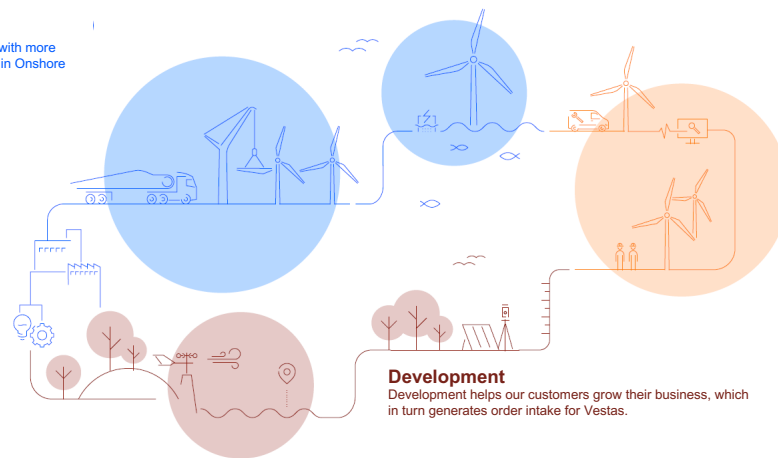 with more
in Onshore
Development
Development helps our customers grow their business, which
in turn generates order intake for Vestas.